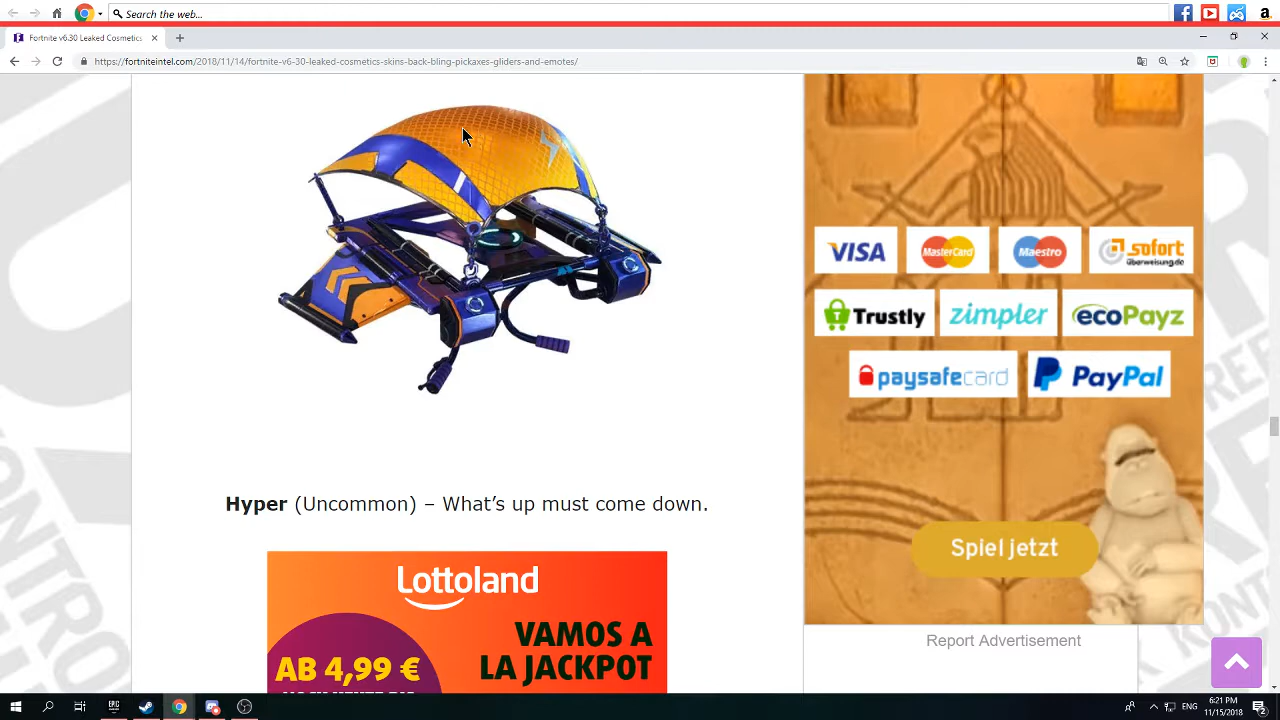 Search the web...
Fortnite v6.30 Leaked Cosmetics
https://fortniteintel.com/2018/11/14/fortnite-v6-30-leaked-cosmetics-skins-back-bling-pickaxes-gliders-and-emotes/
VISA MasterCard Maestro sofort
überweisung.de
Trustly zimpler ecoPayz
paysafecard PayPal
Hyper (Uncommon) – What's up must come down.
Spiel jetzt
Lottoland
VAMOS A
LA JACKPOT
AB 4,99 €
Report Advertisement
EPIC
ENG
6:21 PM
11/15/2018
2